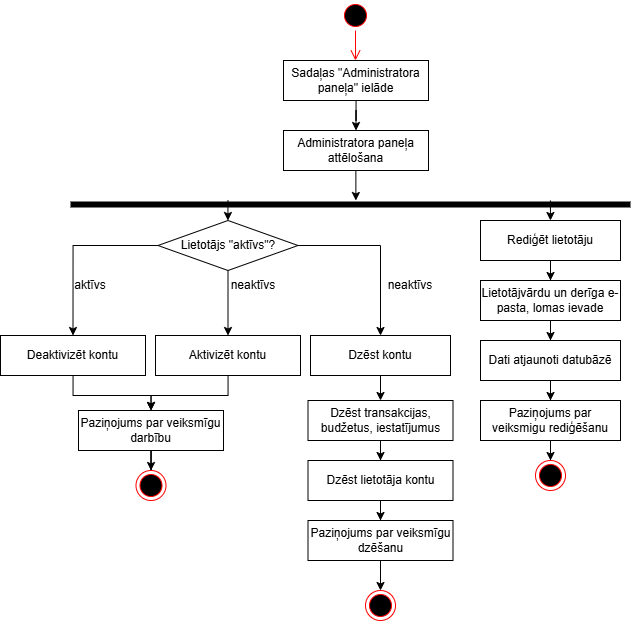 Sadaļas "Administratora
paneļa" ielāde
Administratora paneļa
attēlošana
Lietotājs "aktīvs"?
Rediģēt lietotāju
aktīvs
neaktīvs
neaktīvs
Lietotājvārdu un derīga e-
pasta, lomas ievade
Deaktivizēt kontu
Aktivizēt kontu
Dzēst kontu
Dati atjaunoti datubāzē
Paziņojums par veiksmīgu
darbību
Dzēst transakcijas,
budžetus, iestatījumus
Paziņojums par
veiksmigu rediģēšanu
Dzēst lietotāja kontu
Paziņojums par veiksmīgu
dzēšanu